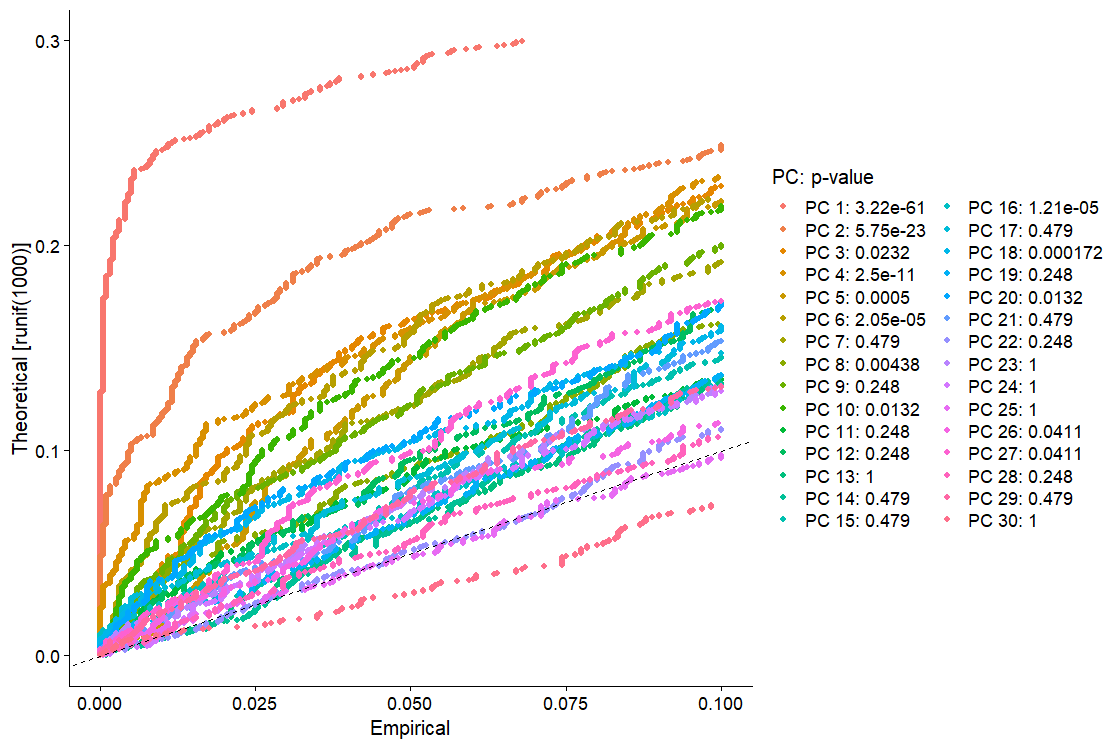 0.3
0.2
0.1
0.0
Theoretical [runif(1000)]
0.000
0.025
0.050
0.075
0.100
Empirical
PC: p-value
PC 1: 3.22e-61
PC 2: 5.75e-23
PC 3: 0.0232
PC 4: 2.5e-11
PC 5: 0.0005
PC 6: 2.05e-05
PC 7: 0.479
PC 8: 0.00438
PC 9: 0.248
PC 10: 0.0132
PC 11: 0.248
PC 12: 0.248
PC 13: 1
PC 14: 0.479
PC 15: 0.479
PC 16: 1.21e-05
PC 17: 0.479
PC 18: 0.000172
PC 19: 0.248
PC 20: 0.0132
PC 21: 0.479
PC 22: 0.248
PC 23: 1
PC 24: 1
PC 25: 1
PC 26: 0.0411
PC 27: 0.0411
PC 28: 0.248
PC 29: 0.479
PC 30: 1